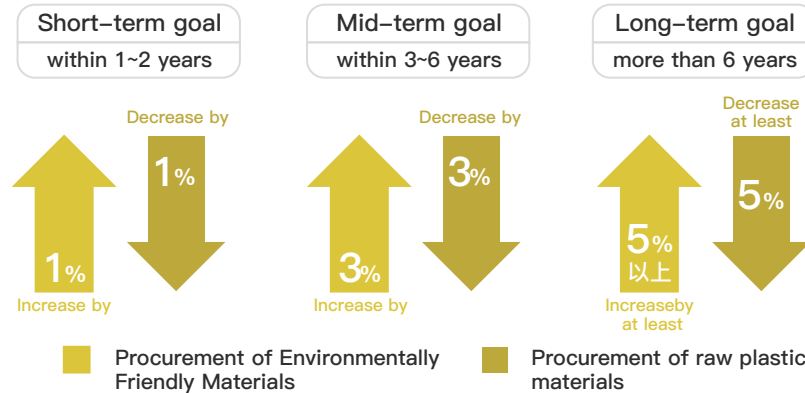 Short-term goal
within 1~2 years
Mid-term goal
within 3~6 years
Long-term goal
more than 6 years
Decrease by
1%
1%
Increase by
Decrease by
3%
3%
Increase by
Decrease
at least
5%
5%
以上
Increaseby
at least
Procurement of Environmentally
Friendly Materials
Procurement of raw plastic
materials